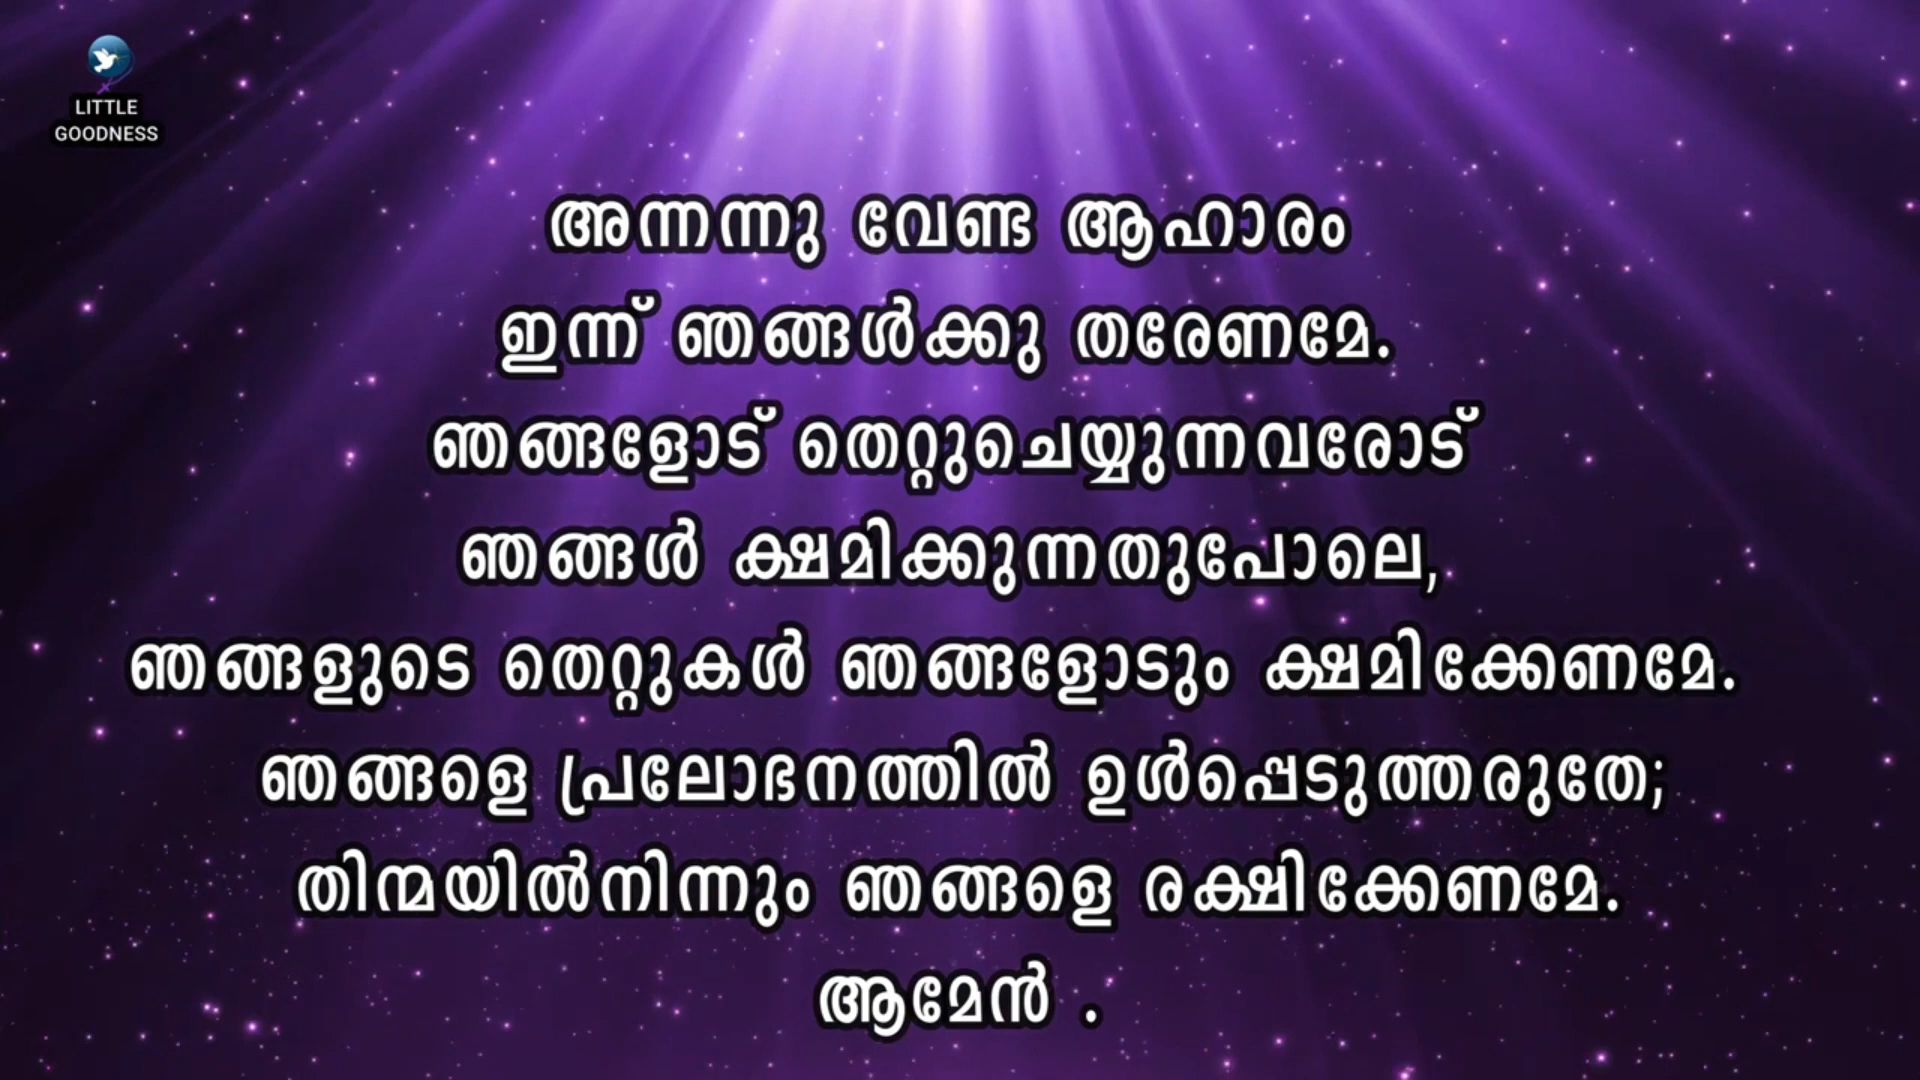 LITTLE
GOODNESS
അന്നന്നു വേണ്ട ആഹാരം
ഇന്ന് ഞങ്ങൾക്കു തരേണമേ.
ഞങ്ങളോട് തെറ്റുചെയ്യുന്നവരോട്
ഞങ്ങൾ ക്ഷമിക്കുന്നതുപോലെ,
ഞങ്ങളുടെ തെറ്റുകൾ ഞങ്ങളോടും ക്ഷമിക്കേണമേ.
ഞങ്ങളെ പ്രലോഭനത്തിൽ ഉൾപ്പെടുത്തരുതേ;
തിന്മയിൽനിന്നും ഞങ്ങളെ രക്ഷിക്കേണമേ.
ആമേൻ .